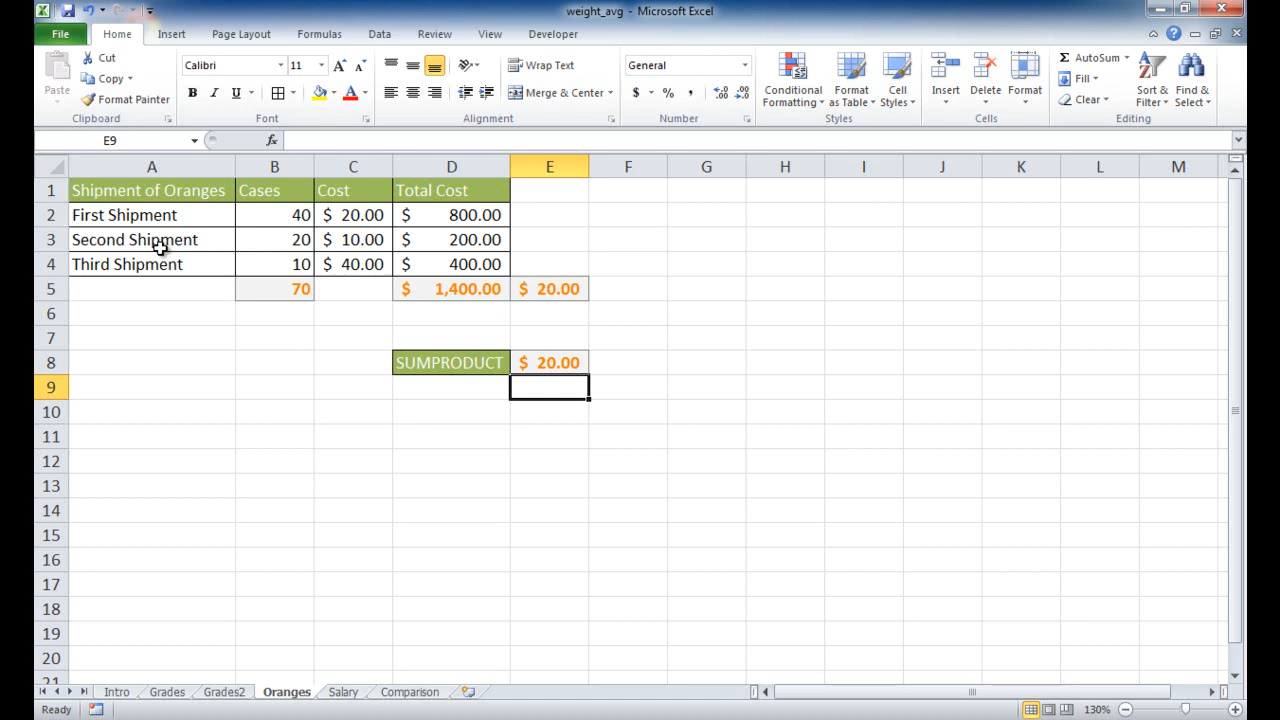 weight_avg - Microsoft Excel
File Home Insert Page Layout Formulas Data Review View Developer
Paste Cut Copy Format Painter
Clipboard
Calibri 11
B I U A
Font
Wrap Text
Merge & Center
Alignment
General
$ % , .00
Number
Conditional Formatting Format as Table Cell Styles
Styles
Insert Delete Format
Cells
AutoSum Fill Clear Sort & Filter Find & Select
Editing
E9 fx
A B C D E F G H I J K L M
1 Shipment of Oranges Cases Cost Total Cost
2 First Shipment 40 $ 20.00 $ 800.00
3 Second Shipment 20 $ 10.00 $ 200.00
4 Third Shipment 10 $ 40.00 $ 400.00
5 70 $ 1,400.00 $ 20.00
6
7
8 SUMPRODUCT $ 20.00
9
10
11
12
13
14
15
16
17
18
19
20
21
Intro Grades Grades2 Oranges Salary Comparison
Ready 130%